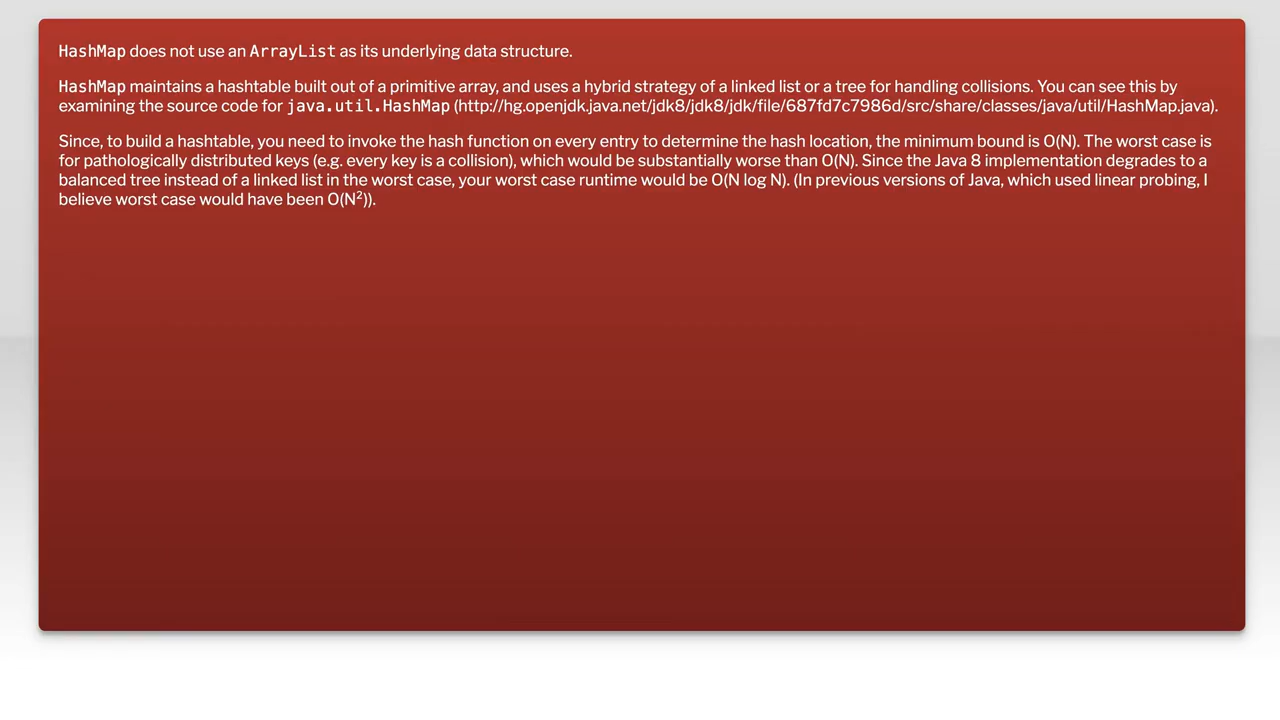 HashMap does not use an ArrayList as its underlying data structure.
HashMap maintains a hashtable built out of a primitive array, and uses a hybrid strategy of a linked list or a tree for handling collisions. You can see this by
examining the source code for java.util.HashMap (http://hg.openjdk.java.net/jdk8/jdk8/jdk/file/687fd7c7986d/src/share/classes/java/util/HashMap.java).
Since, to build a hashtable, you need to invoke the hash function on every entry to determine the hash location, the minimum bound is O(N). The worst case is
for pathologically distributed keys (e.g. every key is a collision), which would be substantially worse than O(N). Since the Java 8 implementation degrades to a
balanced tree instead of a linked list in the worst case, your worst case runtime would be O(N log N). (In previous versions of Java, which used linear probing, I
believe worst case would have been O(N²)).